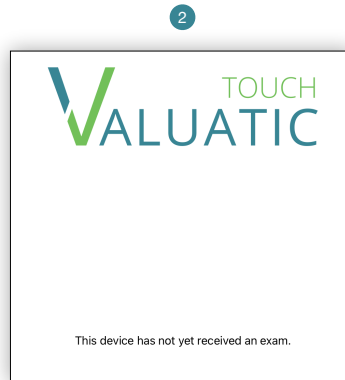 2
TOUCH
VALUATIC
This device has not yet received an exam.